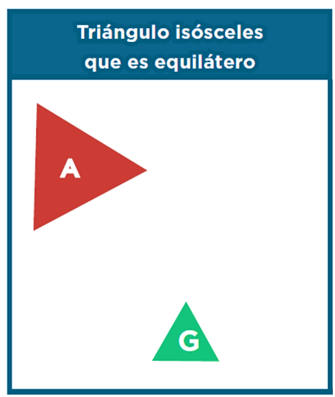 Triángulo isósceles
que es equilátero
A
G